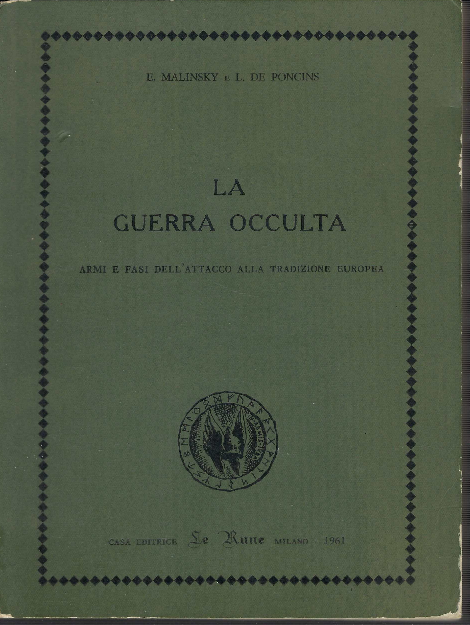 E. MALINSKY e L. DE PONCINS
LA
GUERRA OCCULTA
ARMI E FASI DELL'ATTACCO ALLA TRADIZIONE EUROPEA
CASA EDITRICE Le Rune MILANO - 1961